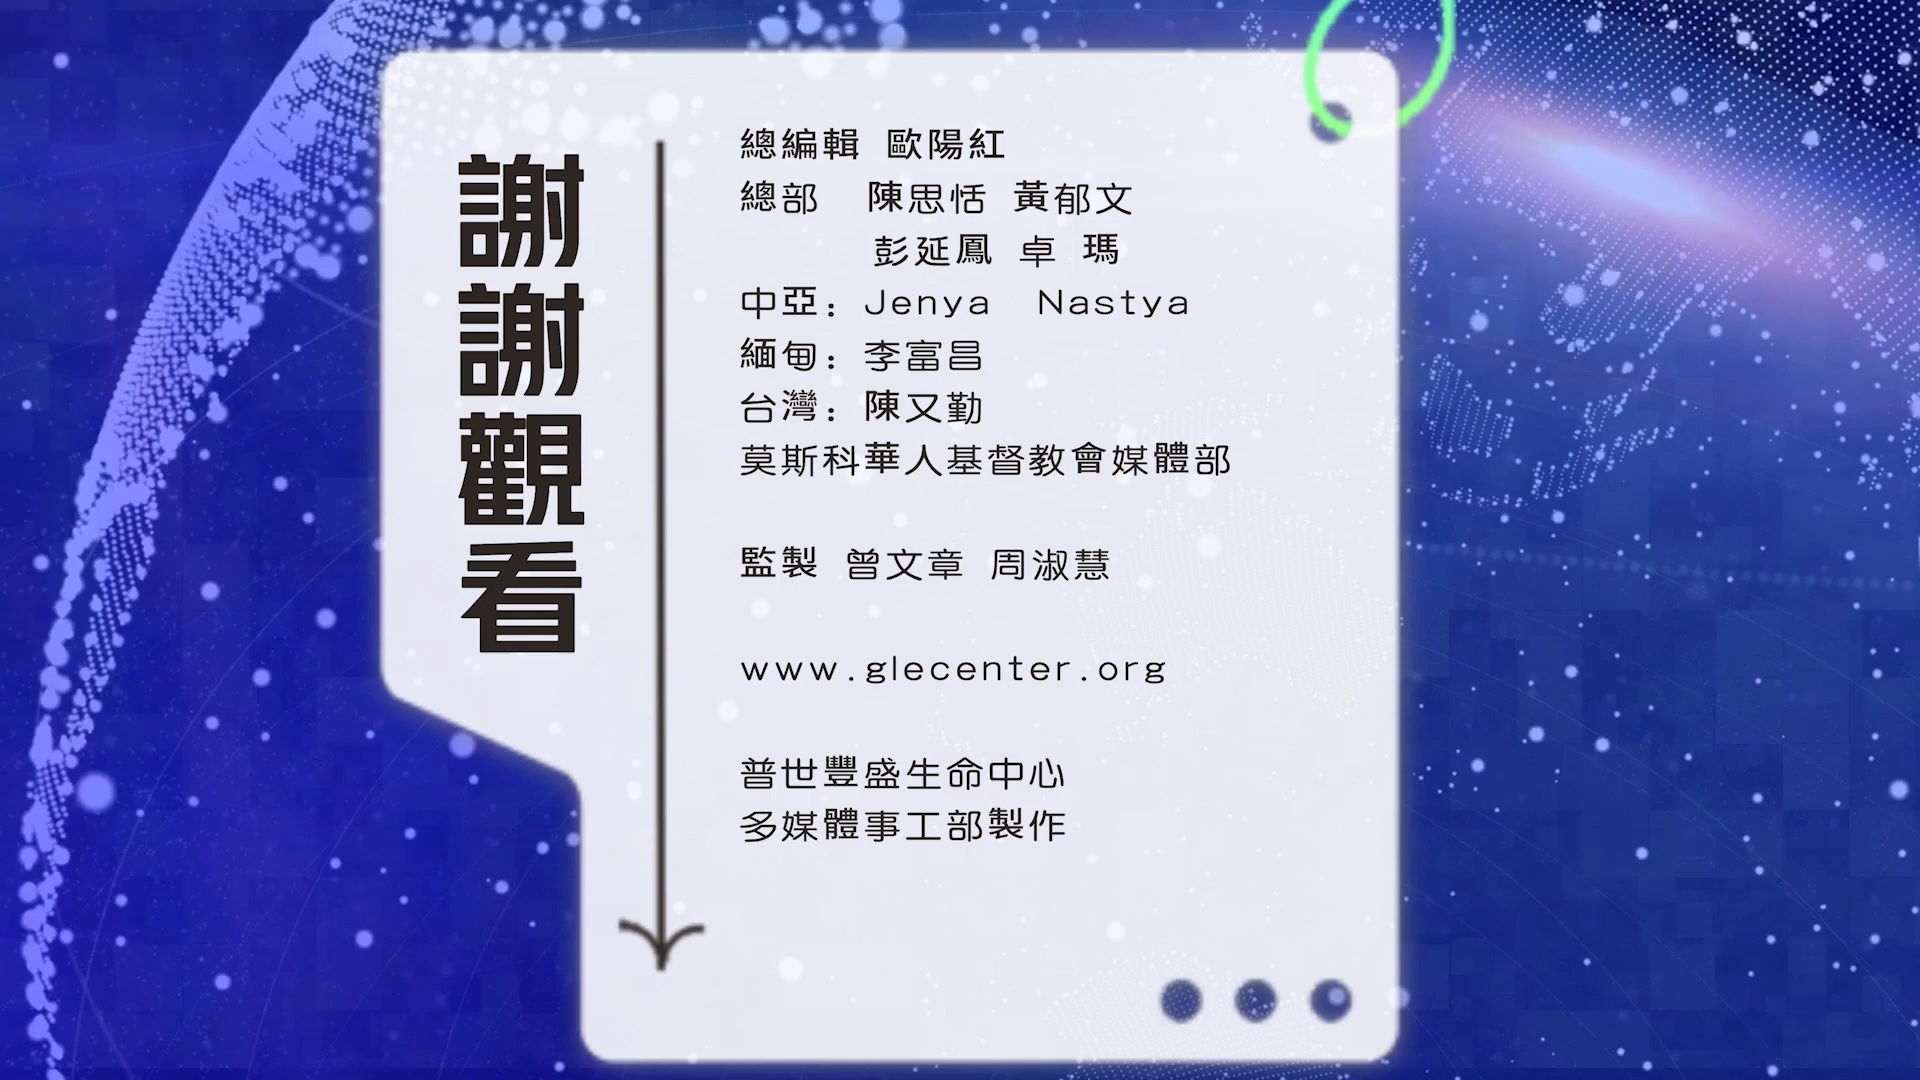 謝謝觀看
總編輯 歐陽紅
總部 陳思恬 黃郁文
彭延鳳 卓 瑪
中亞：Jenya Nastya
緬甸：李富昌
台灣：陳又勤
莫斯科華人基督教會媒體部
監製 曾文章 周淑慧
www.glecenter.org
普世豐盛生命中心
多媒體事工部製作